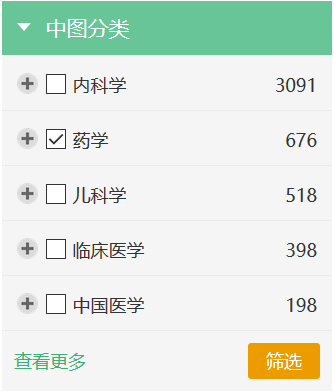 中图分类
内科学 3091
药学 676
儿科学 518
临床医学 398
中国医学 198
查看更多 筛选